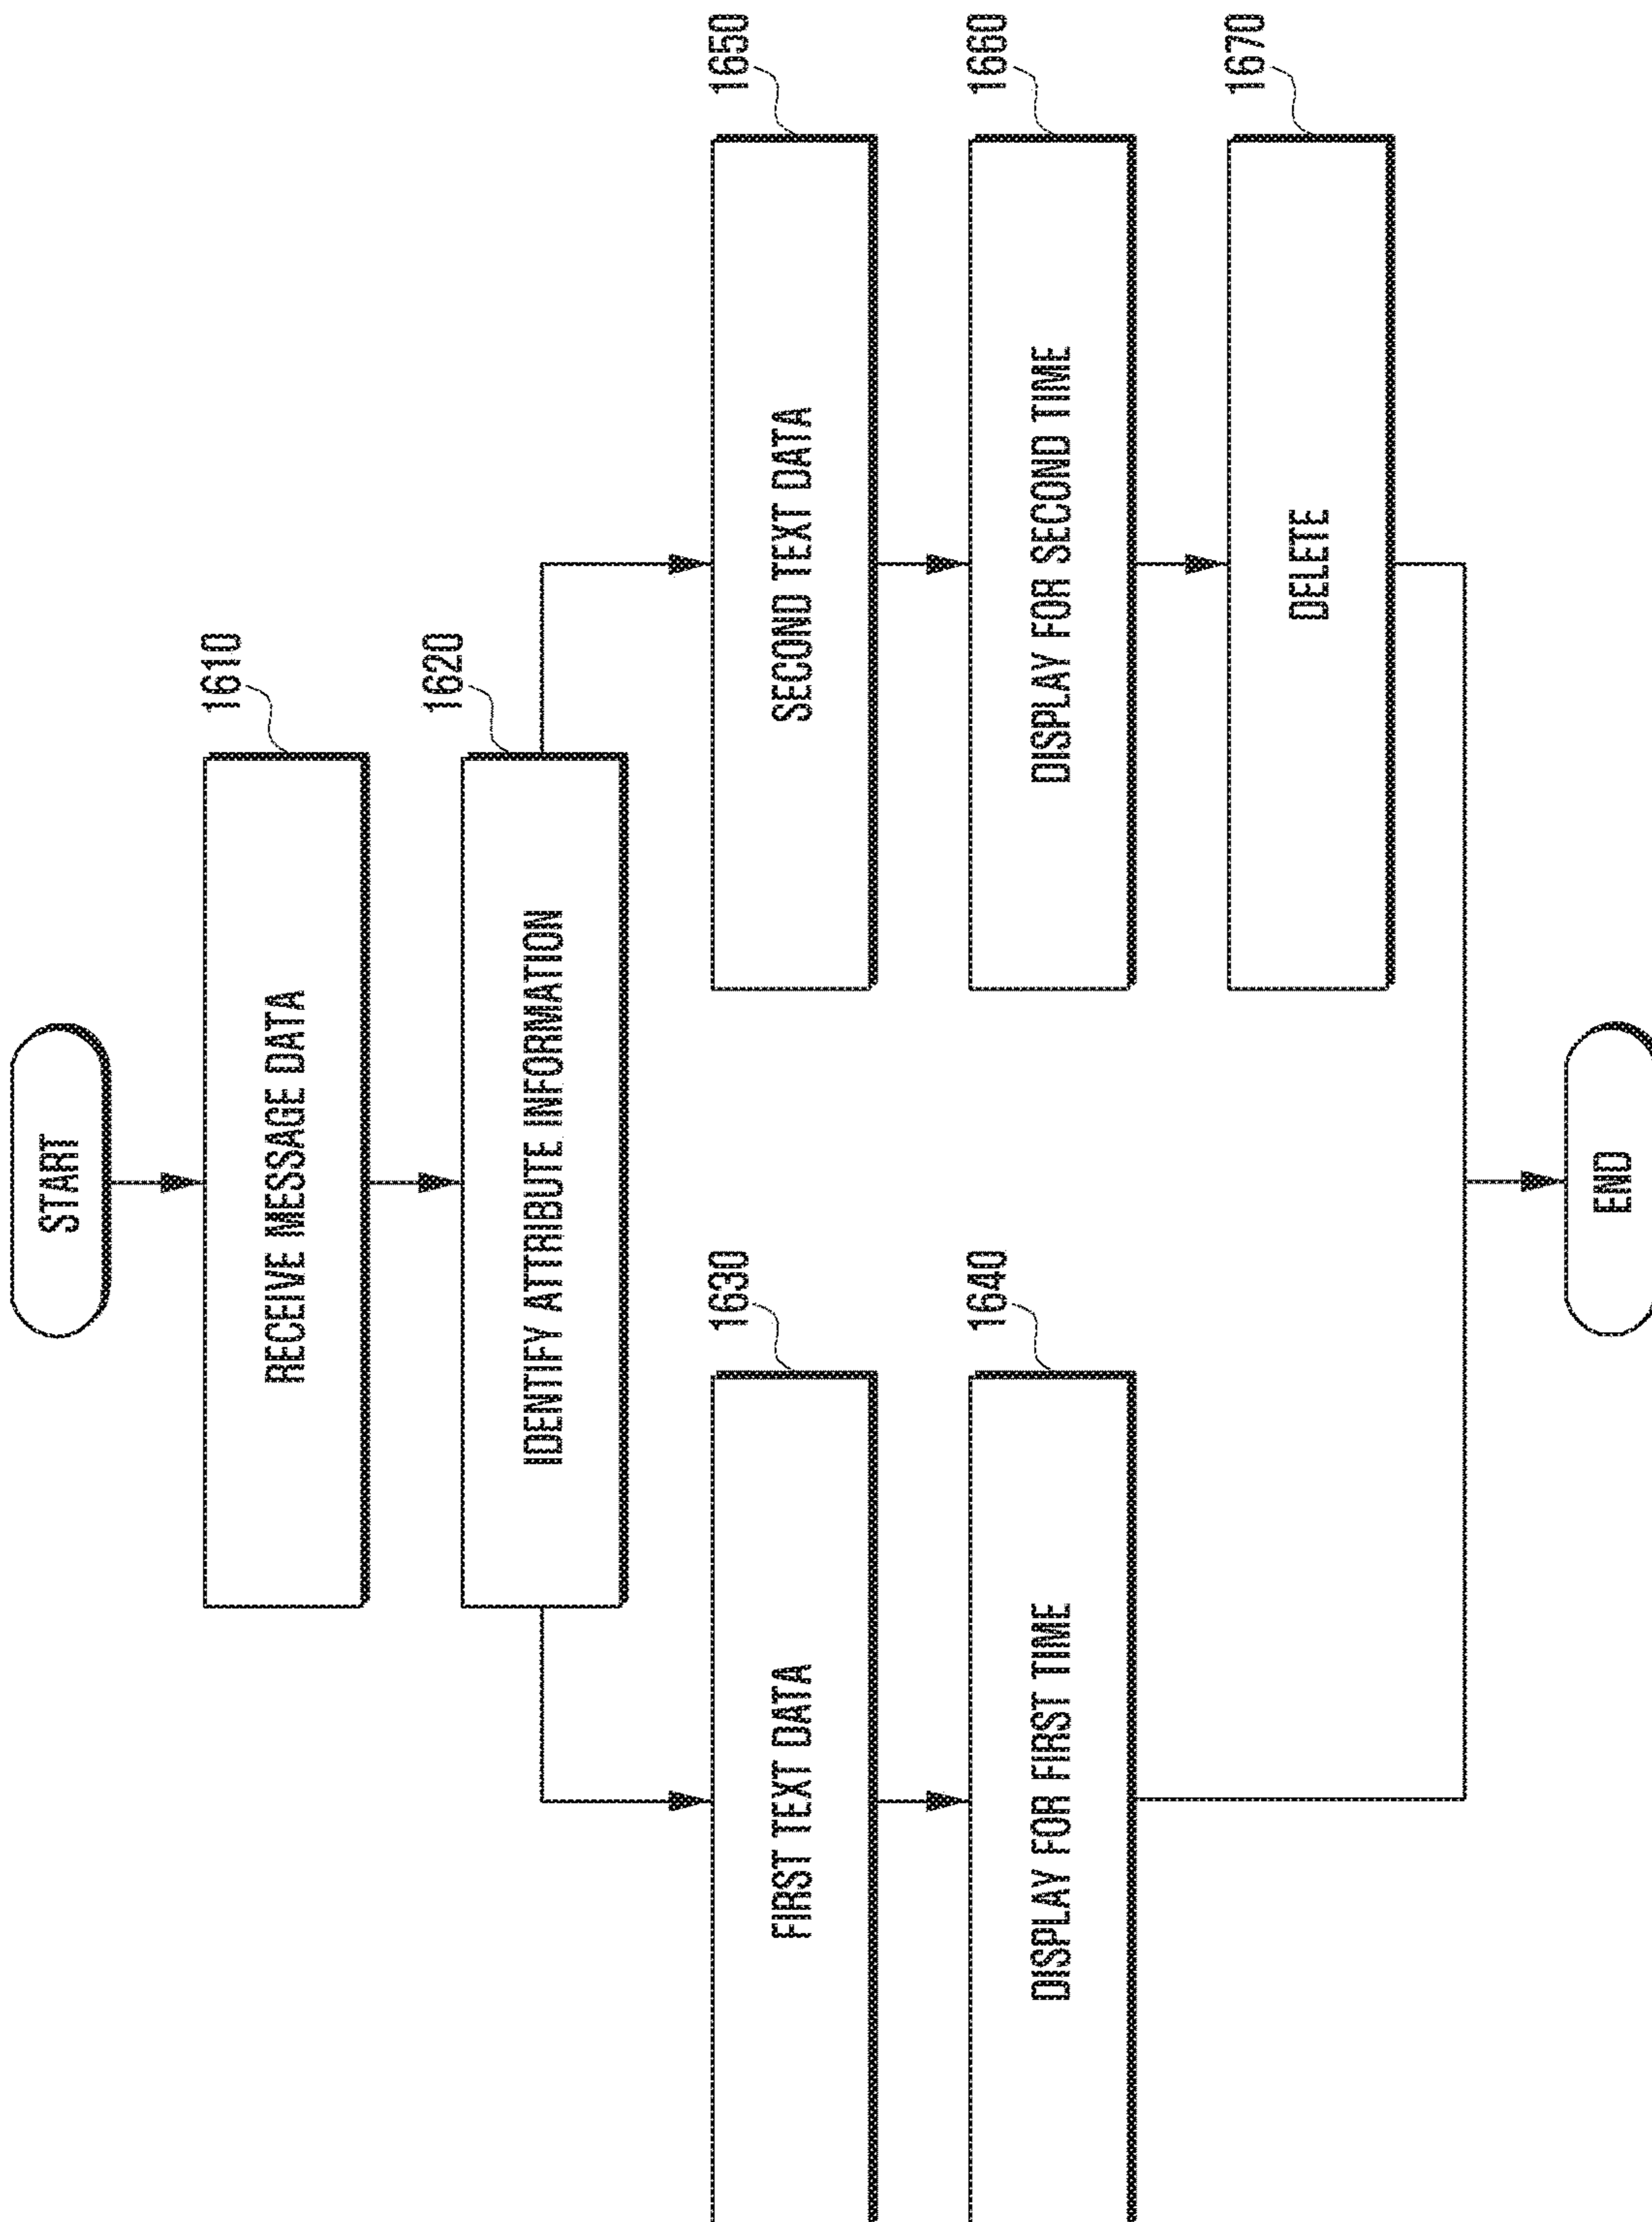 START
1610
RECEIVE MESSAGE DATA
1620
IDENTIFY ATTRIBUTE INFORMATION
1630
FIRST TEXT DATA
1650
SECOND TEXT DATA
1640
DISPLAY FOR FIRST TIME
1660
DISPLAY FOR SECOND TIME
1670
DELETE
END